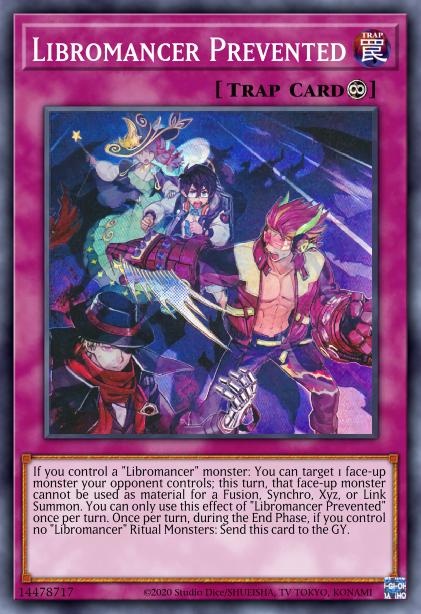 LIBROMANCER PREVENTED
TRAP
罠
[TRAP CARD]
If you control a "Libromancer" monster: You can target 1 face-up
monster your opponent controls; this turn, that face-up monster
cannot be used as material for a Fusion, Synchro, Xyz, or Link
Summon. You can only use this effect of "Libromancer Prevented"
once per turn. Once per turn, during the End Phase, if you control
no "Libromancer" Ritual Monsters: Send this card to the GY.
14478717
©2020 Studio Dice/SHUEISHA, TV TOKYO, KONAMI